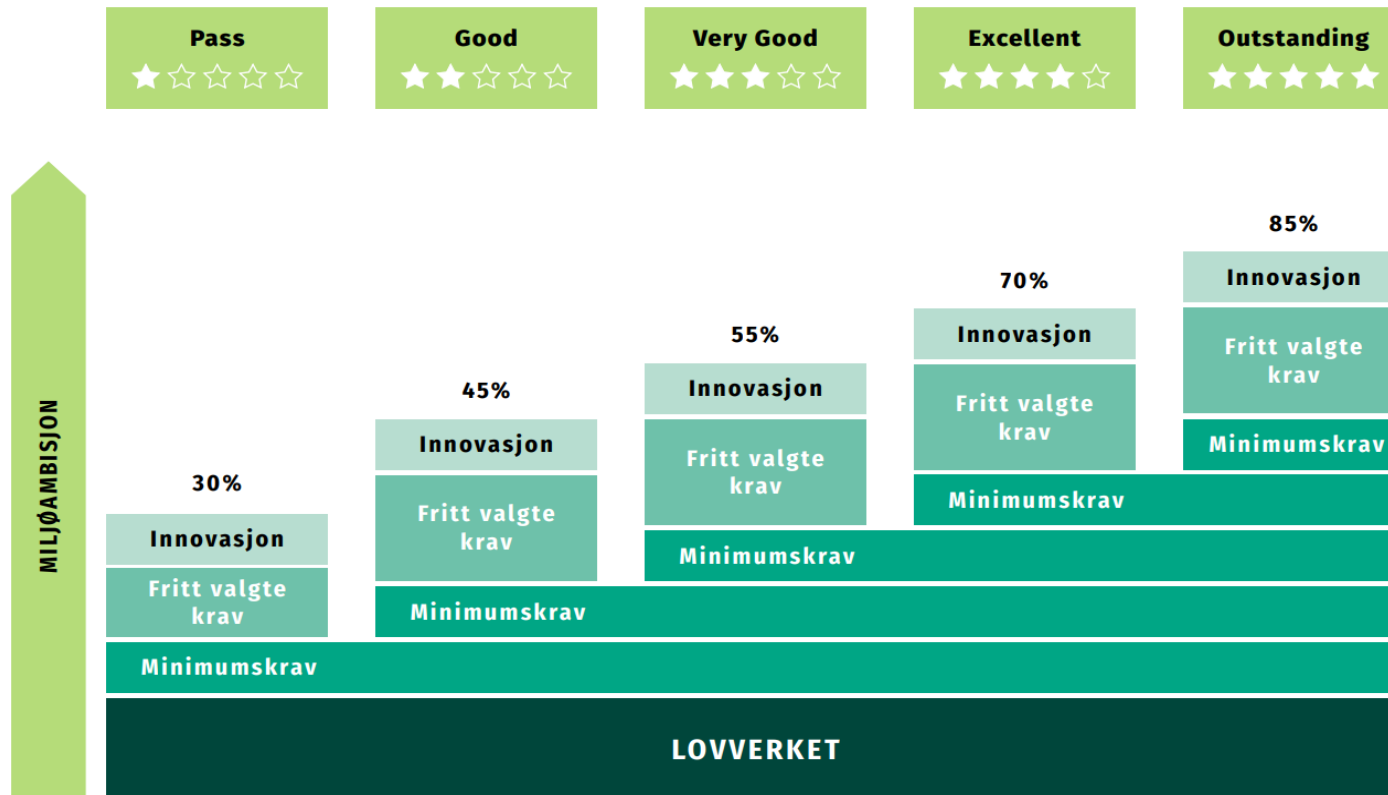 Pass
Good
Very Good
Excellent
Outstanding
85%
Innovasjon
Fritt valgte
krav
Minimumskrav
70%
Innovasjon
Fritt valgte
krav
Minimumskrav
55%
Innovasjon
Fritt valgte
krav
Minimumskrav
45%
Innovasjon
Fritt valgte
krav
Minimumskrav
30%
Innovasjon
Fritt valgte
krav
Minimumskrav
LOVVERKET
MILJØAMBISJON